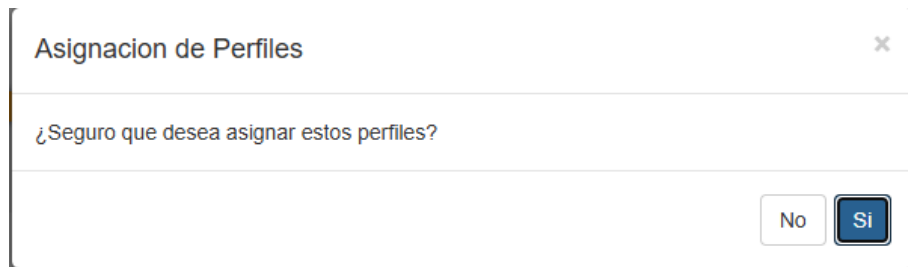 Asignacion de Perfiles ×
¿Seguro que desea asignar estos perfiles?
No Si